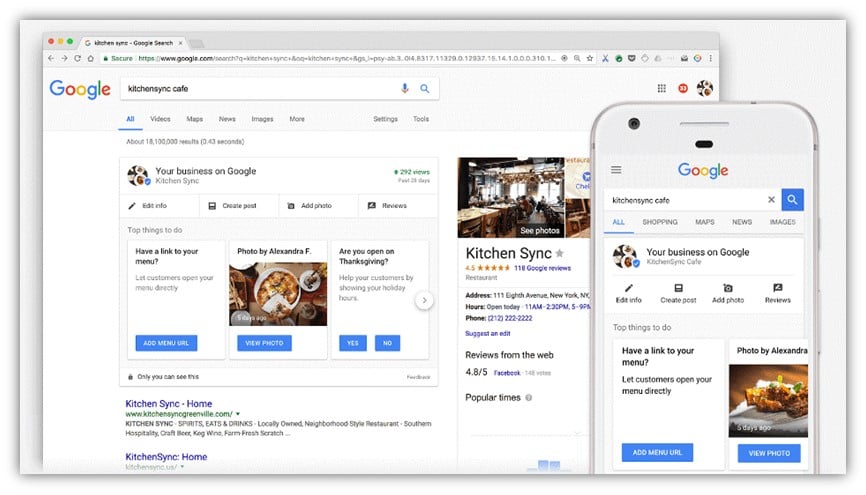 kitchen sync - Google Search
Secure
https://www.google.com/search?q=kitchen+sync+&oq=kitchen+sync+&gs_l=psy-ab.3..0l4.8317.11329.0.12937.15.14.1.0.0.0.310.1...
Google
kitchensync cafe
33
All Videos Maps News Images More Settings Tools
About 18,100,000 results (0.43 seconds)
Your business on Google
Kitchen Sync
292 views
Past 28 days
Edit info Create post Add photo Reviews
Top things to do
Have a link to your
menu?
Let customers open your
menu directly
ADD MENU URL
Photo by Alexandra F.
5 days ago
VIEW PHOTO
Are you open on
Thanksgiving?
Help your customers by
showing your holiday
hours.
YES NO
Only you can see this
Feedback
Kitchen Sync - Home
www.kitchensyncgreenville.com/
KITCHEN SYNC - SPIRITS, EATS & DRINKS - Locally Owned, Neighborhood-Style Restaurant - Southern
Hospitality, Craft Beer, Keg Wine, Farm Fresh Scratch ...
KitchenSync: Home
kitchensync.us/
See photos
Kitchen Sync
4.5 118 Google reviews
Restaurant
Address: 111 Eighth Avenue, New York, NY,
Hours: Open today · 11AM-2:30PM, 5-9P
Phone: (212) 222-2222
Suggest an edit
Reviews from the web
4.8/5 Facebook · 148 votes
Popular times
Google
kitchensync cafe
ALL SHOPPING MAPS NEWS IMAGES
Your business on Google
KitchenSync Cafe
Edit info Create post Add photo Reviews
Top things to do
Have a link to your
menu?
Let customers open your
menu directly
ADD MENU URL
Photo by Alexandra
5 days ago
VIEW PHOTO